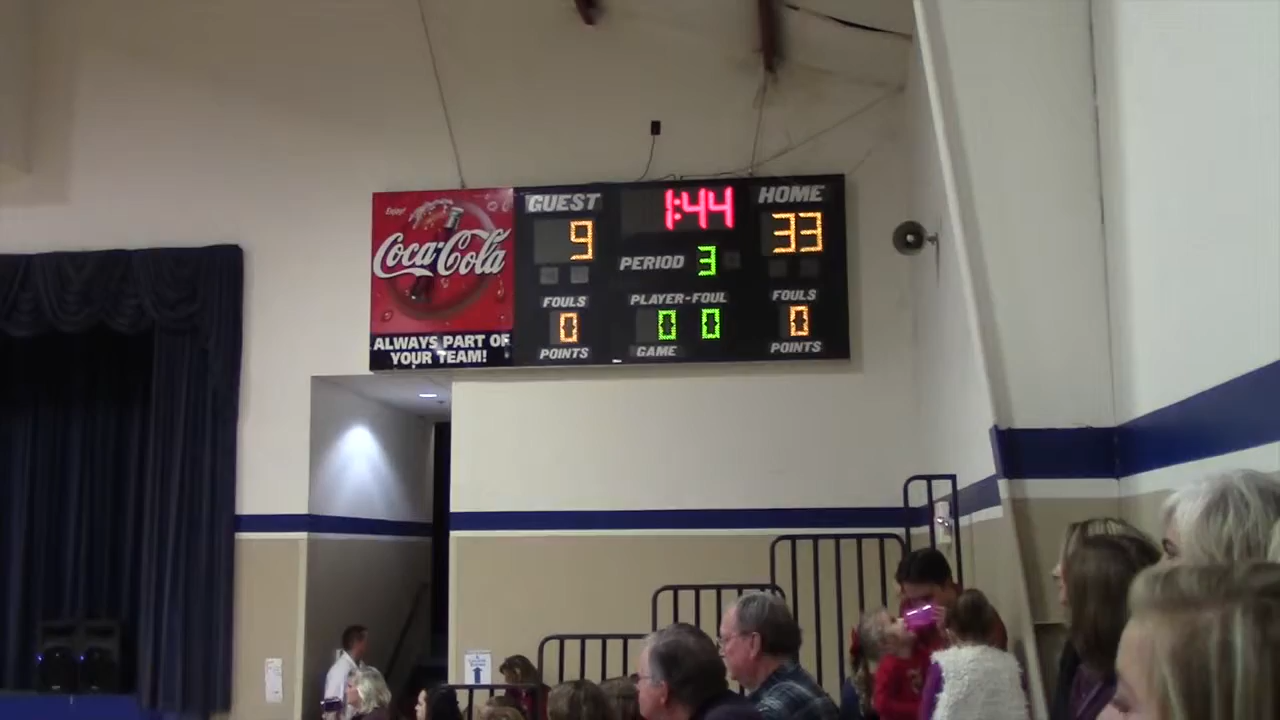 Enjoy!
Coca-Cola
ALWAYS PART OF
YOUR TEAM!
GUEST
1:44
HOME
9
33
PERIOD 3
FOULS
PLAYER-FOUL
FOULS
0
0 0
0
POINTS
GAME
POINTS